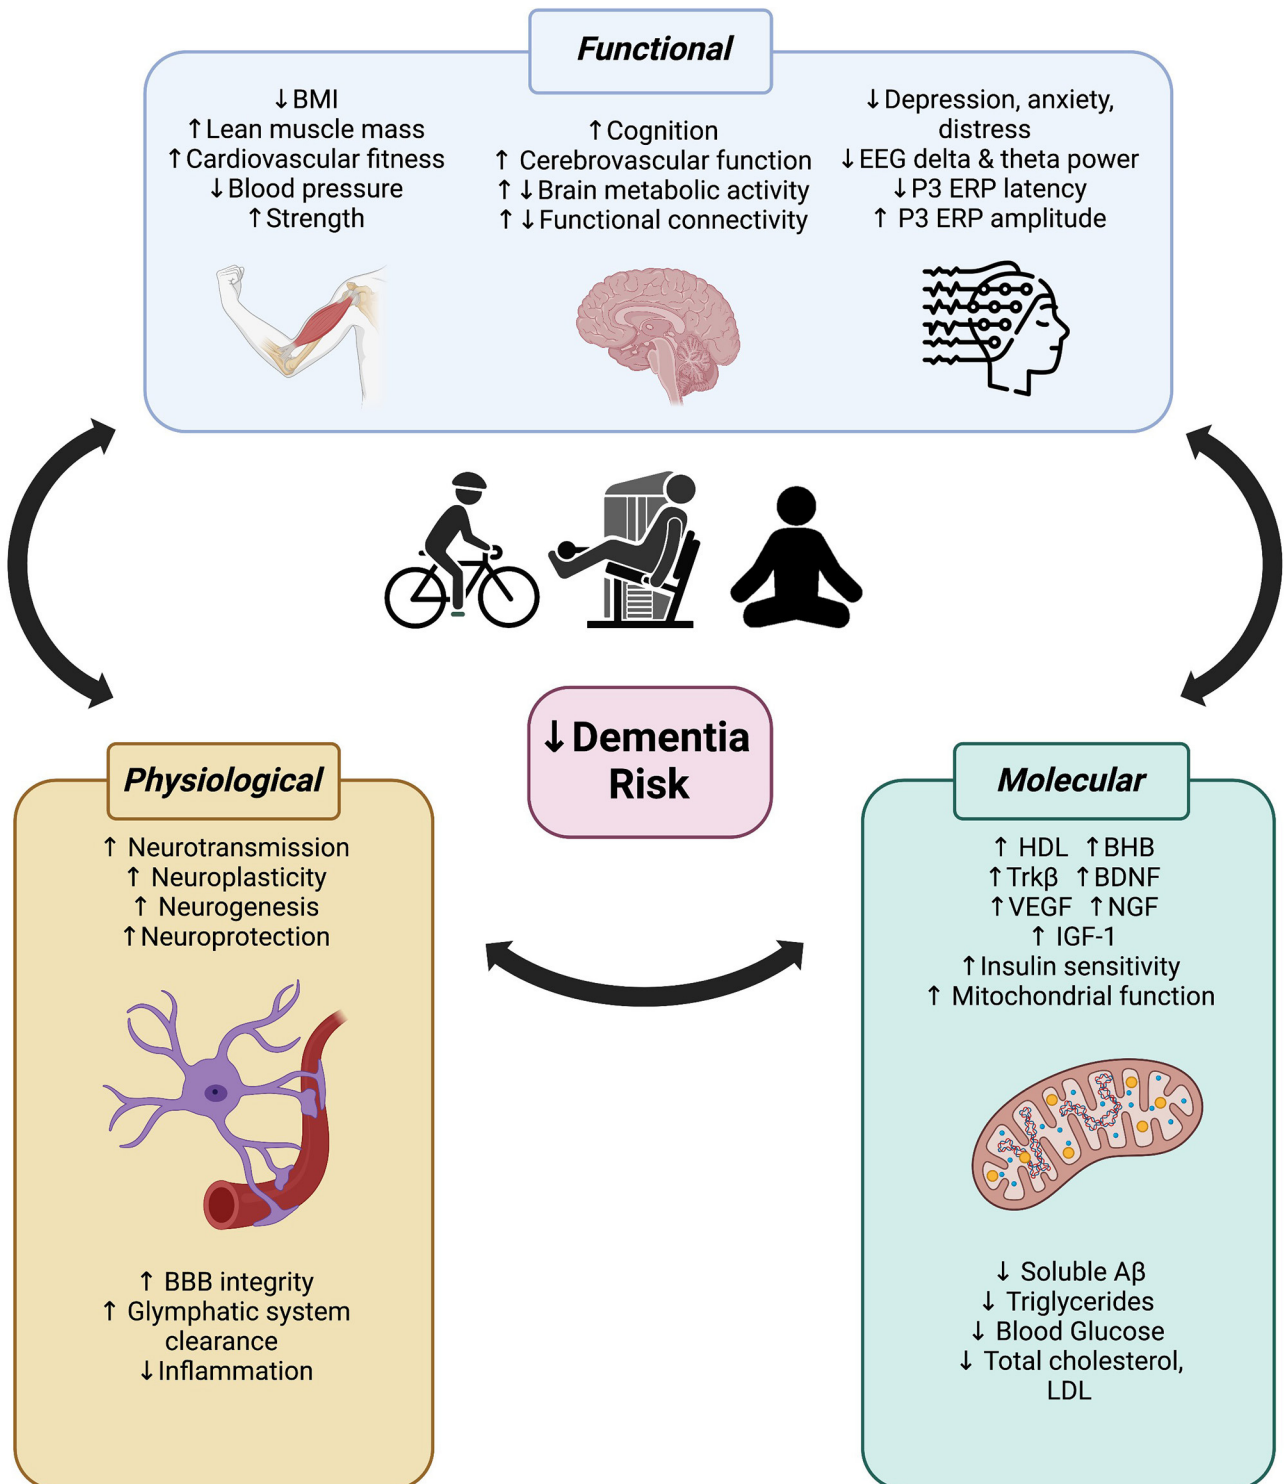 Functional
↓BMI
↑Lean muscle mass
↑Cardiovascular fitness
↓Blood pressure
↑Strength
↑Cognition
↑ Cerebrovascular function
↑↓Brain metabolic activity
↑↓Functional connectivity
↓Depression, anxiety,
distress
↓EEG delta & theta power
↓P3 ERP latency
↑ P3 ERP amplitude
↓Dementia
Risk
Physiological
↑ Neurotransmission
↑ Neuroplasticity
↑ Neurogenesis
↑Neuroprotection
↑ BBB integrity
↑ Glymphatic system
clearance
↓Inflammation
Molecular
↑ HDL ↑BHB
↑Trkβ ↑BDNF
↑VEGF ↑NGF
↑ IGF-1
↑Insulin sensitivity
↑ Mitochondrial function
↓ Soluble Aβ
↓ Triglycerides
↓ Blood Glucose
↓ Total cholesterol,
LDL